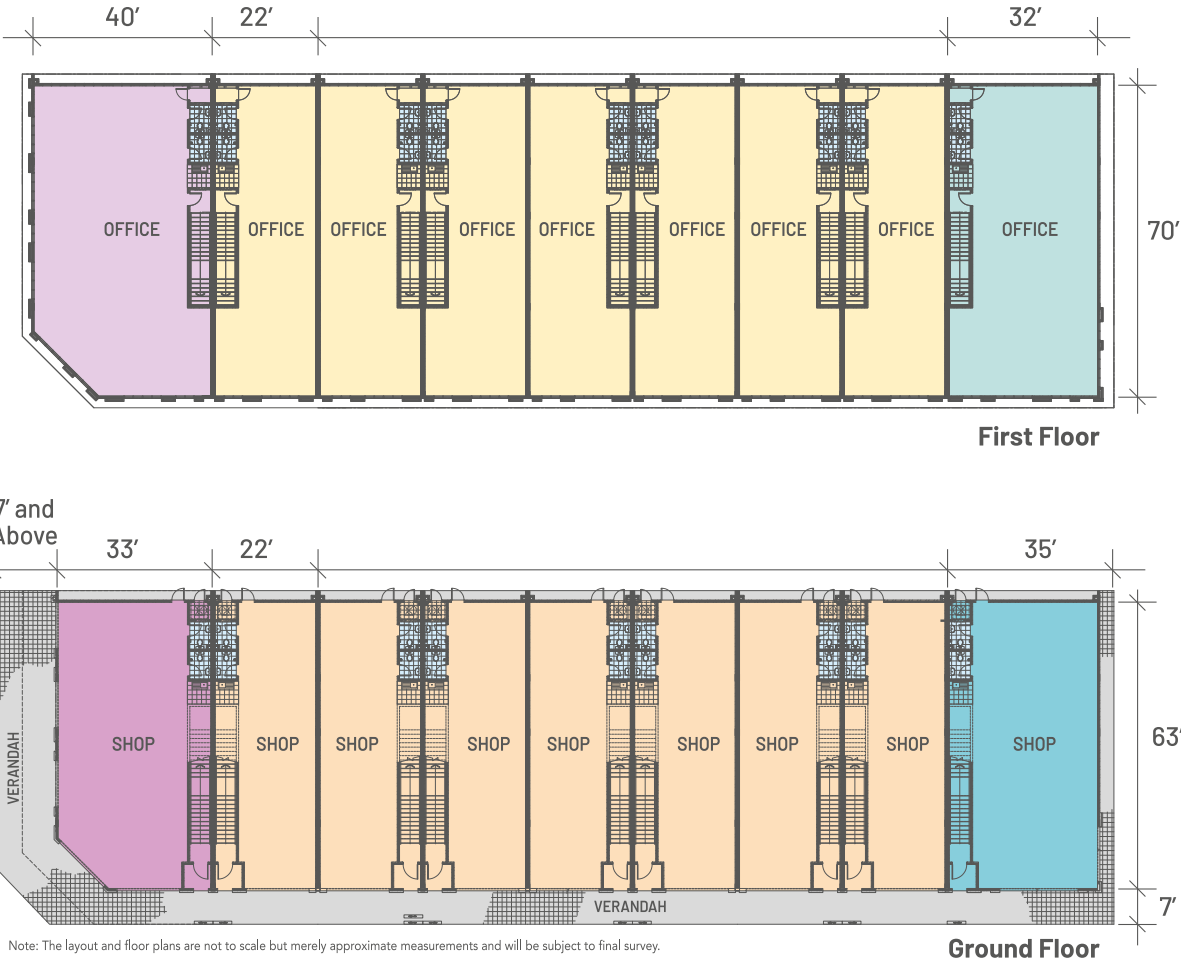 40′ 22′ 32′
OFFICE OFFICE OFFICE OFFICE OFFICE OFFICE OFFICE OFFICE OFFICE
70′
First Floor
7′ and
Above
33′ 22′ 35′
SHOP SHOP SHOP SHOP SHOP SHOP SHOP SHOP SHOP
63′
VERANDAH
VERANDAH
7′
Note: The layout and floor plans are not to scale but merely approximate measurements and will be subject to final survey.
Ground Floor